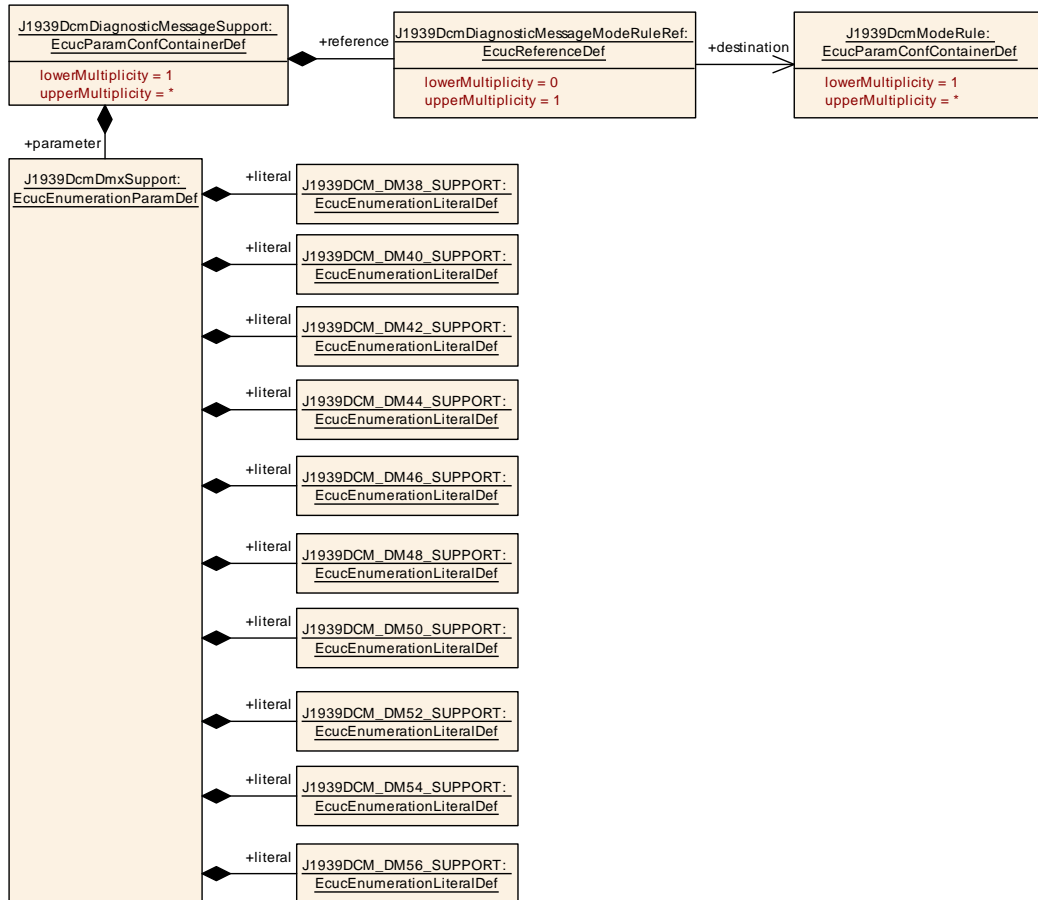 J1939DcmDiagnosticMessageSupport:
EcucParamConfContainerDef
lowerMultiplicity = 1
upperMultiplicity = *
+reference
J1939DcmDiagnosticMessageModeRuleRef:
EcucReferenceDef
lowerMultiplicity = 0
upperMultiplicity = 1
+destination
J1939DcmModeRule:
EcucParamConfContainerDef
lowerMultiplicity = 1
upperMultiplicity = *
+parameter
J1939DcmDmxSupport:
EcucEnumerationParamDef
+literal
J1939DCM_DM38_SUPPORT:
EcucEnumerationLiteralDef
+literal
J1939DCM_DM40_SUPPORT:
EcucEnumerationLiteralDef
+literal
J1939DCM_DM42_SUPPORT:
EcucEnumerationLiteralDef
+literal
J1939DCM_DM44_SUPPORT:
EcucEnumerationLiteralDef
+literal
J1939DCM_DM46_SUPPORT:
EcucEnumerationLiteralDef
+literal
J1939DCM_DM48_SUPPORT:
EcucEnumerationLiteralDef
+literal
J1939DCM_DM50_SUPPORT:
EcucEnumerationLiteralDef
+literal
J1939DCM_DM52_SUPPORT:
EcucEnumerationLiteralDef
+literal
J1939DCM_DM54_SUPPORT:
EcucEnumerationLiteralDef
+literal
J1939DCM_DM56_SUPPORT:
EcucEnumerationLiteralDef